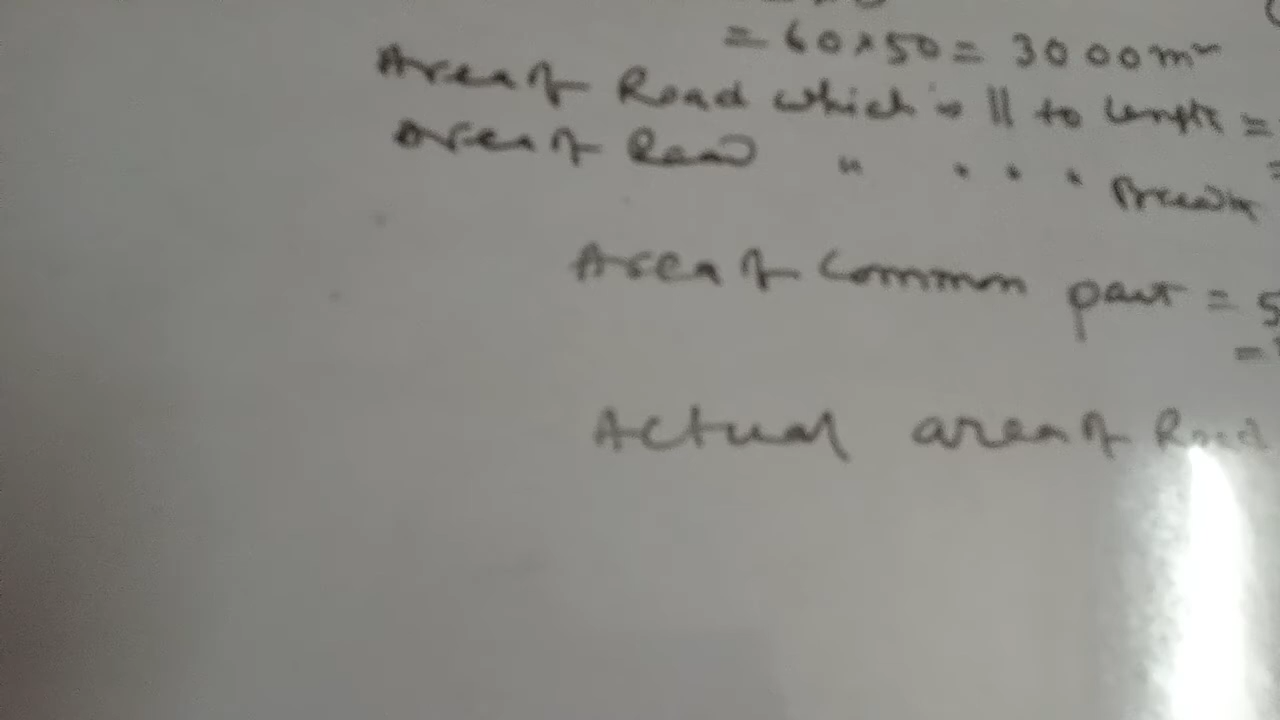 = 60×50 = 3000m²
Area of Road which is || to length =
Area of Road " " " " Breadth
Area of Common part = 5
=
Actual area of Road